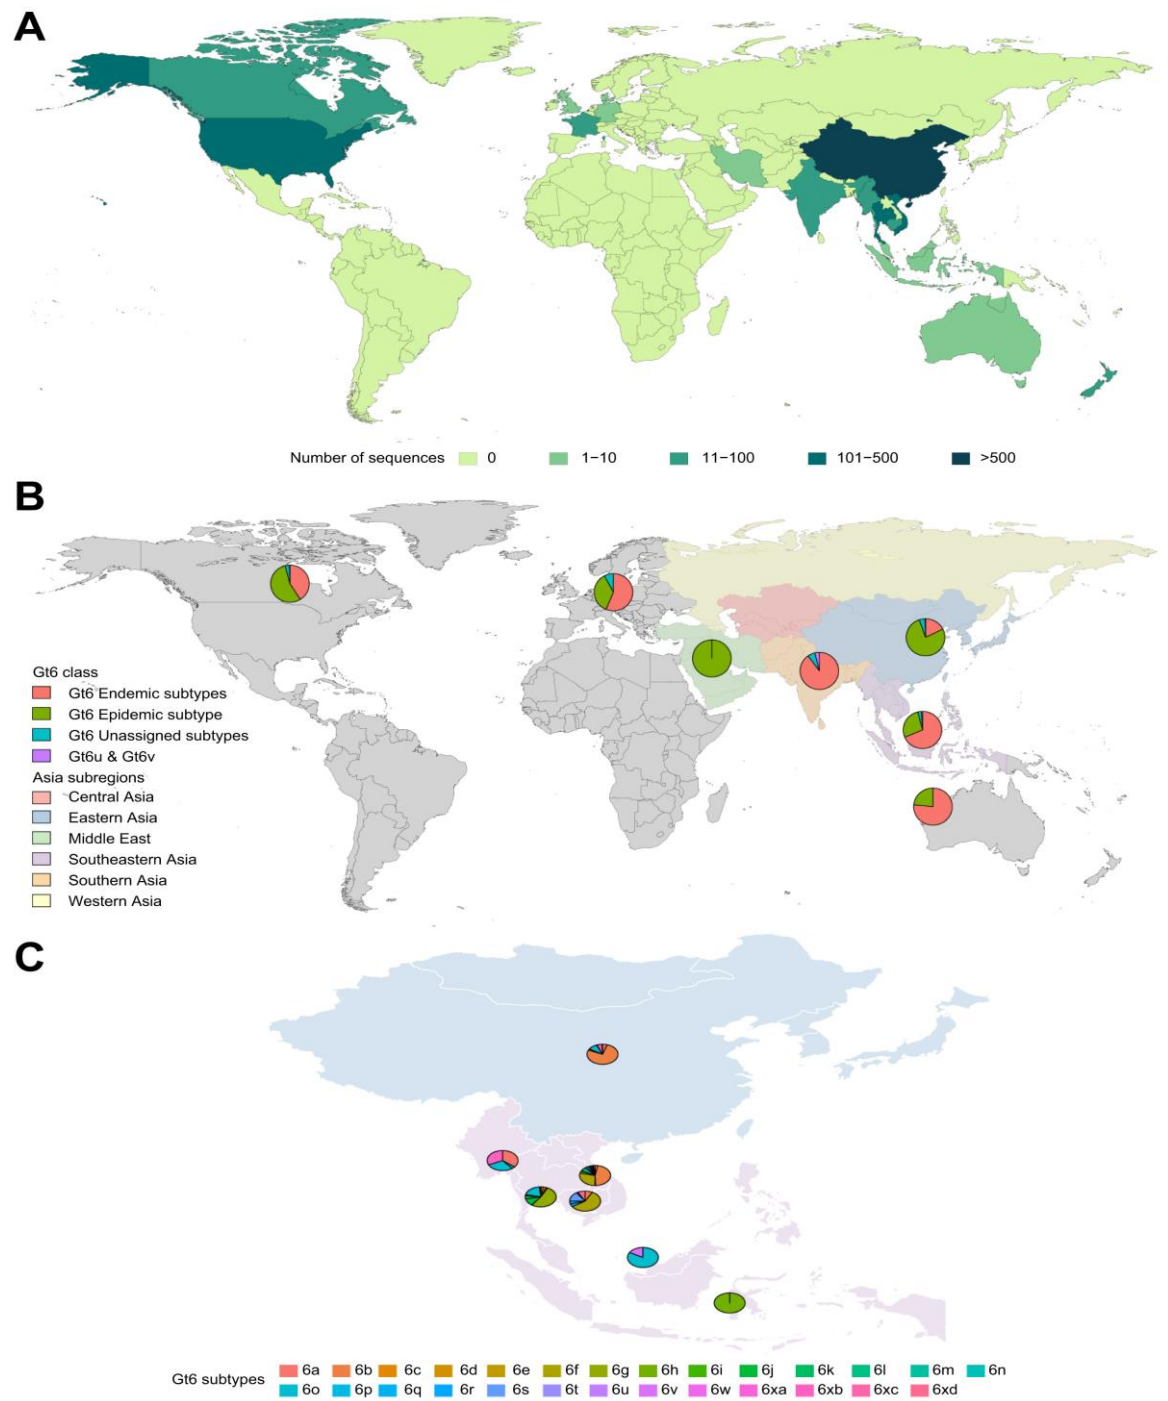 A
Number of sequences 0 1−10 11−100 101−500 >500
B
Gt6 class
Gt6 Endemic subtypes
Gt6 Epidemic subtype
Gt6 Unassigned subtypes
Gt6u & Gt6v
Asia subregions
Central Asia
Eastern Asia
Middle East
Southeastern Asia
Southern Asia
Western Asia
C
Gt6 subtypes
6a 6b 6c 6d 6e 6f 6g 6h 6i 6j 6k 6l 6m 6n
6o 6p 6q 6r 6s 6t 6u 6v 6w 6xa 6xb 6xc 6xd